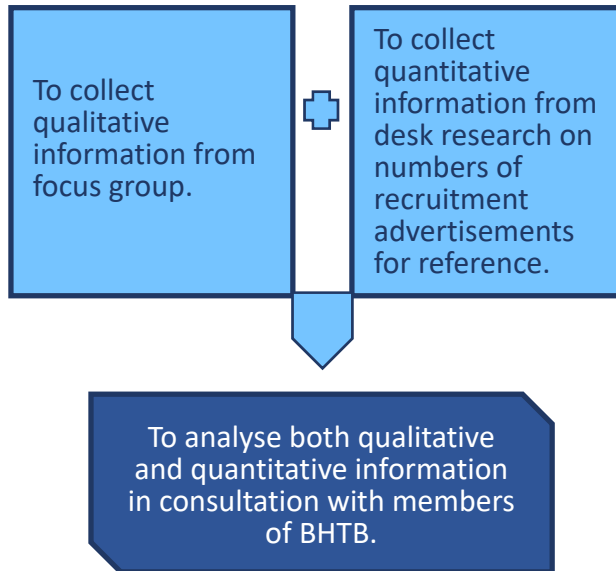 To collect
qualitative
information from
focus group.
To collect
quantitative
information from
desk research on
numbers of
recruitment
advertisements
for reference.
To analyse both qualitative
and quantitative information
in consultation with members
of BHTB.